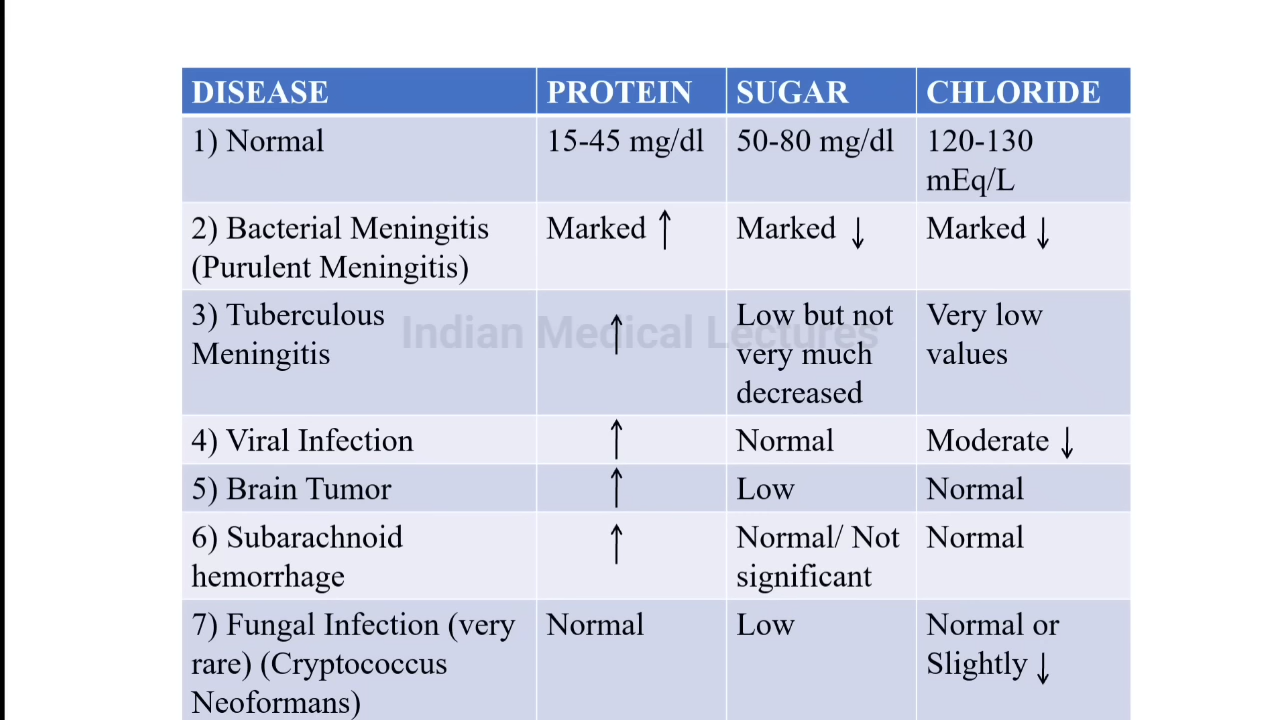 DISEASE PROTEIN SUGAR CHLORIDE
1) Normal 15-45 mg/dl 50-80 mg/dl 120-130
mEq/L
2) Bacterial Meningitis Marked ↑ Marked ↓ Marked ↓
(Purulent Meningitis)
3) Tuberculous ↑ Low but not Very low
Meningitis very much values
decreased
Indian Medical Lectures
4) Viral Infection ↑ Normal Moderate ↓
5) Brain Tumor ↑ Low Normal
6) Subarachnoid ↑ Normal/ Not Normal
hemorrhage significant
7) Fungal Infection (very Normal Low Normal or
rare) (Cryptococcus Slightly ↓
Neoformans)